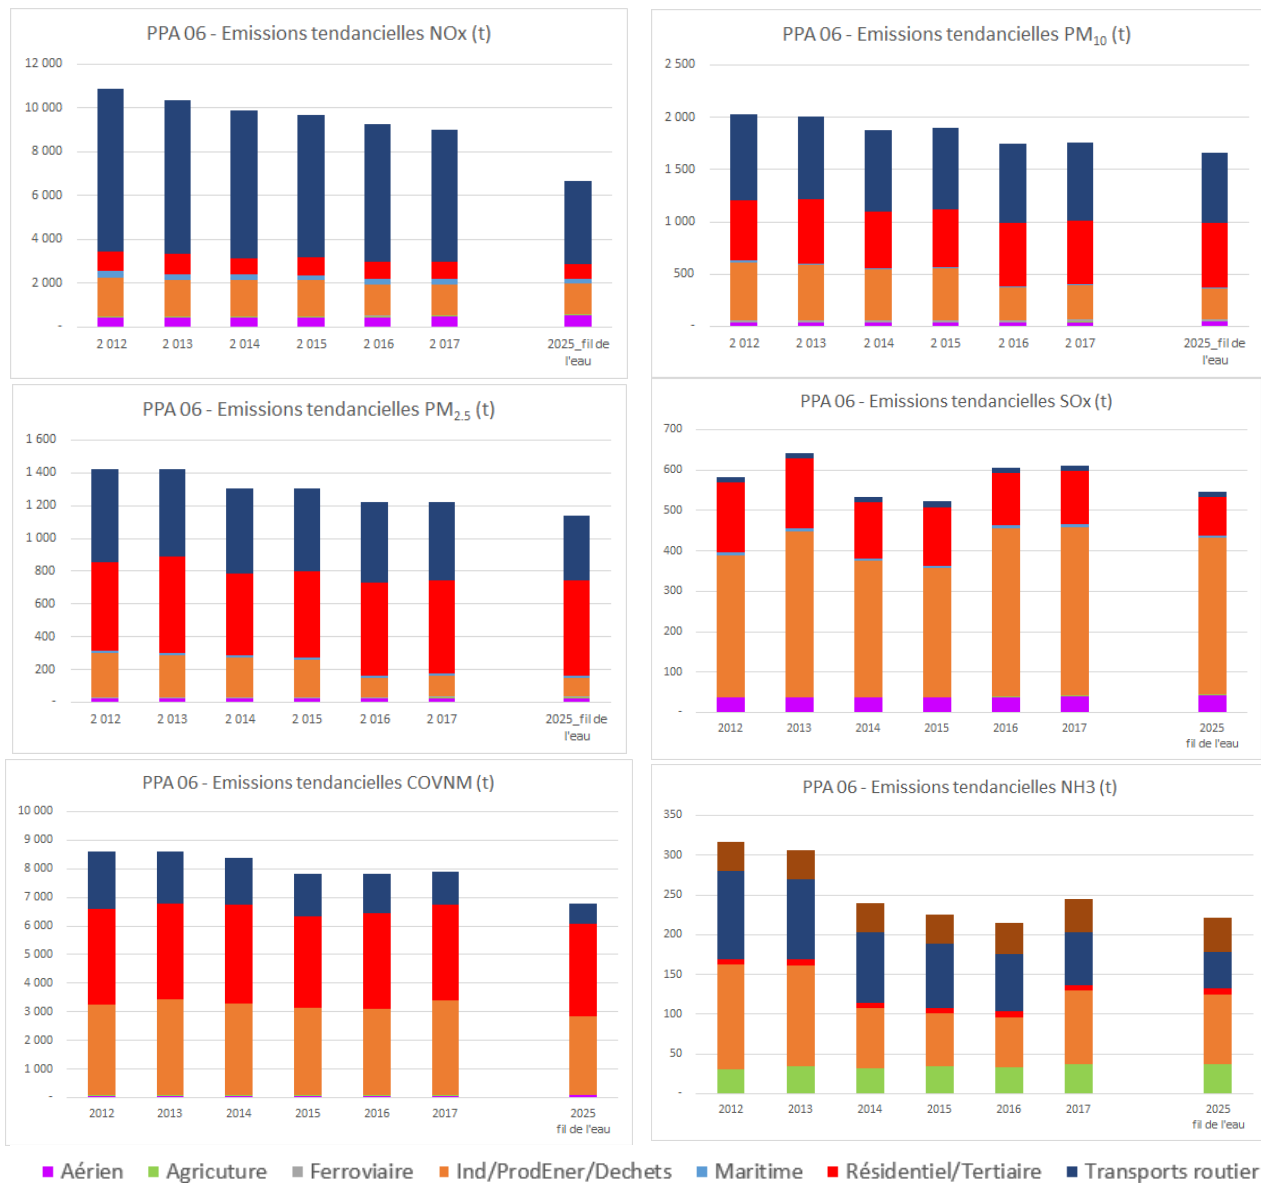 PPA 06 - Emissions tendancielles NOx (t)
12 000
10 000
8 000
6 000
4 000
2 000
-
2 012 2 013 2 014 2 015 2 016 2 017 2025_fil de
l'eau
PPA 06 - Emissions tendancielles PM10 (t)
2 500
2 000
1 500
1 000
500
-
2 012 2 013 2 014 2 015 2 016 2 017 2025_fil de
l'eau
PPA 06 - Emissions tendancielles PM2.5 (t)
1 600
1 400
1 200
1 000
800
600
400
200
-
2 012 2 013 2 014 2 015 2 016 2 017 2025_fil de
l'eau
PPA 06 - Emissions tendancielles SOx (t)
700
600
500
400
300
200
100
-
2012 2013 2014 2015 2016 2017 2025
fil de l'eau
PPA 06 - Emissions tendancielles COVNM (t)
10 000
9 000
8 000
7 000
6 000
5 000
4 000
3 000
2 000
1 000
-
2012 2013 2014 2015 2016 2017 2025
fil de l'eau
PPA 06 - Emissions tendancielles NH3 (t)
350
300
250
200
150
100
50
-
2012 2013 2014 2015 2016 2017 2025
fil de l'eau
Aérien Agricuture Ferroviaire Ind/ProdEner/Dechets Maritime Résidentiel/Tertiaire Transports routier